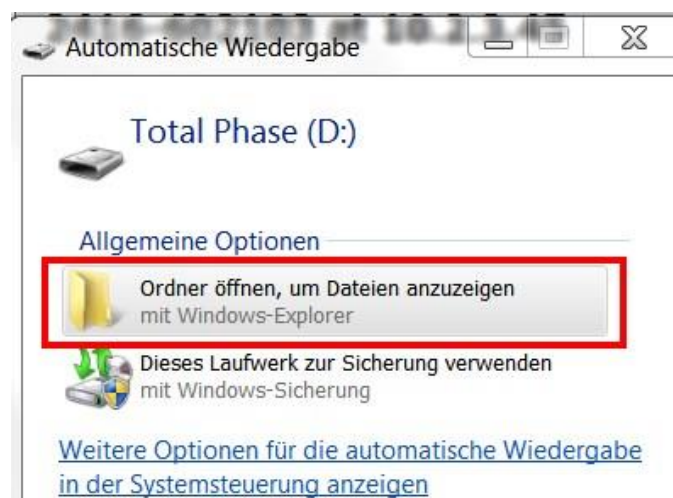 Automatische Wiedergabe
Total Phase (D:)
Allgemeine Optionen
Ordner öffnen, um Dateien anzuzeigen
mit Windows-Explorer
Dieses Laufwerk zur Sicherung verwenden
mit Windows-Sicherung
Weitere Optionen für die automatische Wiedergabe
in der Systemsteuerung anzeigen